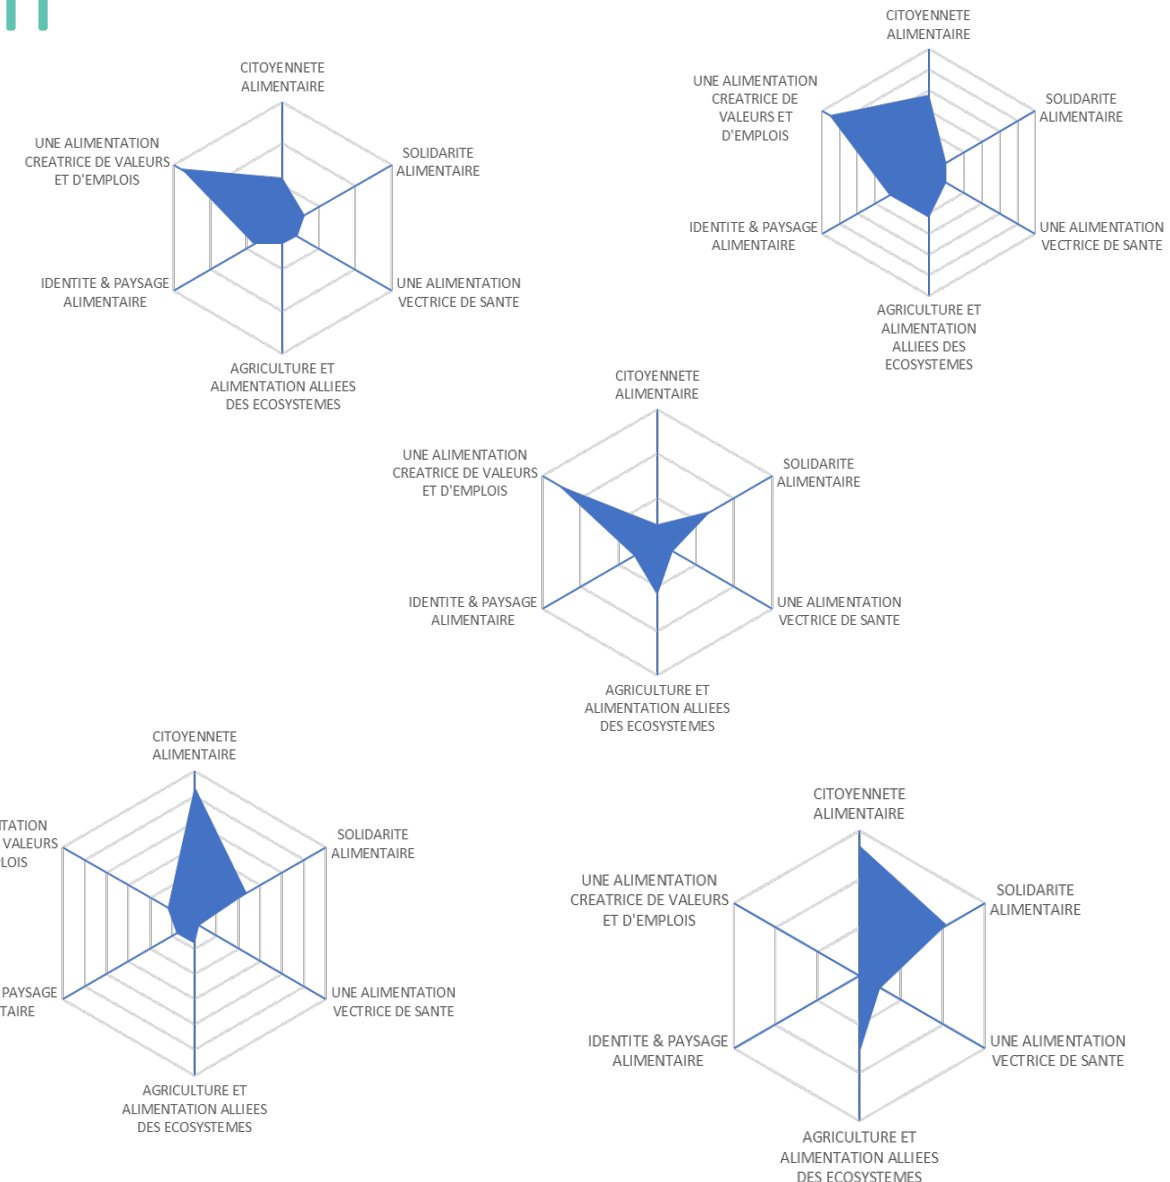 CITOYENNETE
ALIMENTAIRE
UNE ALIMENTATION
CREATRICE DE VALEURS
ET D'EMPLOIS
SOLIDARITE
ALIMENTAIRE
IDENTITE & PAYSAGE
ALIMENTAIRE
UNE ALIMENTATION
VECTRICE DE SANTE
AGRICULTURE ET
ALIMENTATION ALLIEES
DES ECOSYSTEMES
CITOYENNETE
ALIMENTAIRE
UNE ALIMENTATION
CREATRICE DE
VALEURS ET
D'EMPLOIS
SOLIDARITE
ALIMENTAIRE
IDENTITE & PAYSAGE
ALIMENTAIRE
UNE ALIMENTATION
VECTRICE DE SANTE
AGRICULTURE ET
ALIMENTATION
ALLIEES DES
ECOSYSTEMES
CITOYENNETE
ALIMENTAIRE
UNE ALIMENTATION
CREATRICE DE VALEURS
ET D'EMPLOIS
SOLIDARITE
ALIMENTAIRE
IDENTITE & PAYSAGE
ALIMENTAIRE
UNE ALIMENTATION
VECTRICE DE SANTE
AGRICULTURE ET
ALIMENTATION ALLIEES
DES ECOSYSTEMES
CITOYENNETE
ALIMENTAIRE
NTATION
VALEURS
PLOIS
SOLIDARITE
ALIMENTAIRE
PAYSAGE
TAIRE
UNE ALIMENTATION
VECTRICE DE SANTE
AGRICULTURE ET
ALIMENTATION ALLIEES
DES ECOSYSTEMES
CITOYENNETE
ALIMENTAIRE
UNE ALIMENTATION
CREATRICE DE VALEURS
ET D'EMPLOIS
SOLIDARITE
ALIMENTAIRE
IDENTITE & PAYSAGE
ALIMENTAIRE
UNE ALIMENTATION
VECTRICE DE SANTE
AGRICULTURE ET
ALIMENTATION ALLIEES
DES ECOSYSTEMES